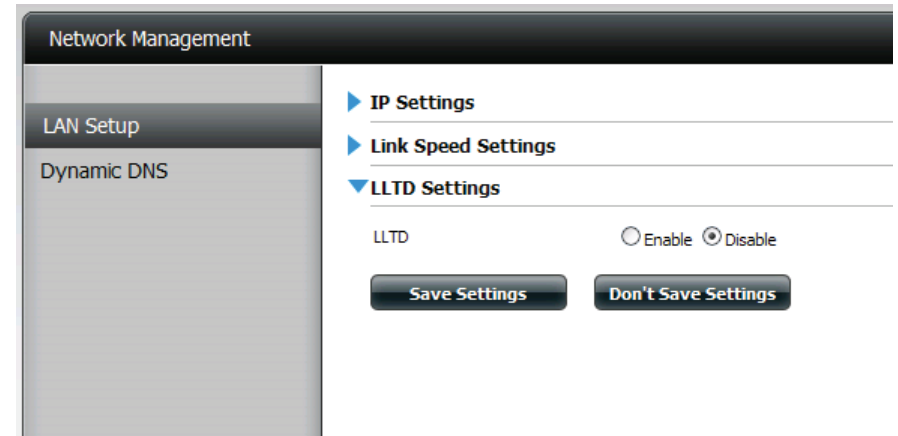 Network Management
LAN Setup
Dynamic DNS
IP Settings
Link Speed Settings
LLTD Settings
LLTD Enable Disable
Save Settings Don't Save Settings